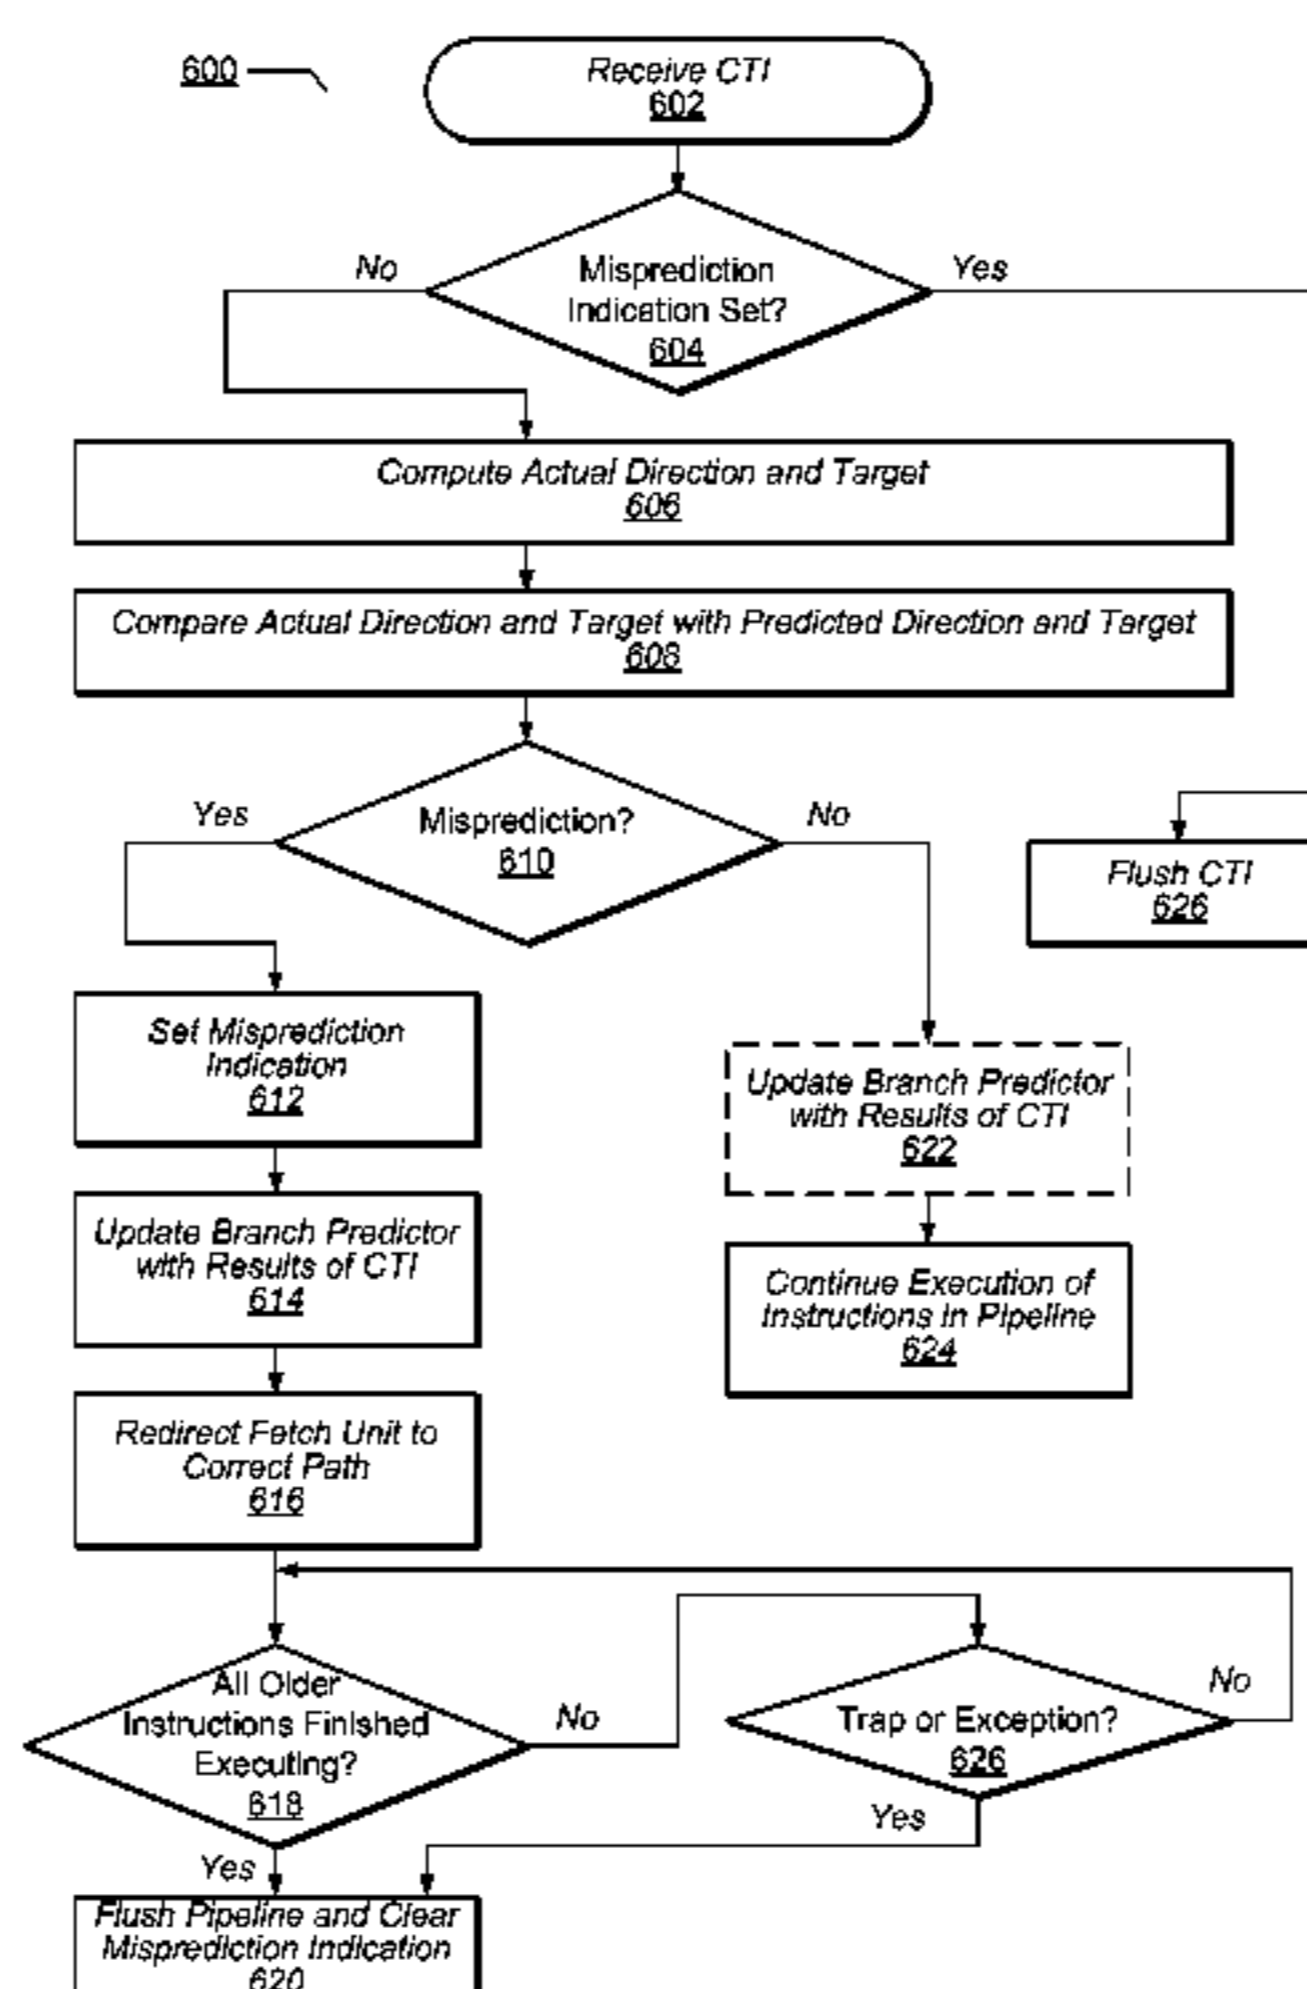 600
Receive CTI
602
No
Misprediction
Yes
Indication Set?
604
Compute Actual Direction and Target
606
Compare Actual Direction and Target with Predicted Direction and Target
608
Yes
Misprediction?
No
610
Flush CTI
626
Set Misprediction
Indication
612
Update Branch Predictor
with Results of CTI
622
Update Branch Predictor
with Results of CTI
614
Continue Execution of
Instructions in Pipeline
624
Redirect Fetch Unit to
Correct Path
616
All Older
Instructions Finished
Executing?
618
No
Trap or Exception?
626
No
Yes
Yes
Flush Pipeline and Clear
Misprediction Indication
620